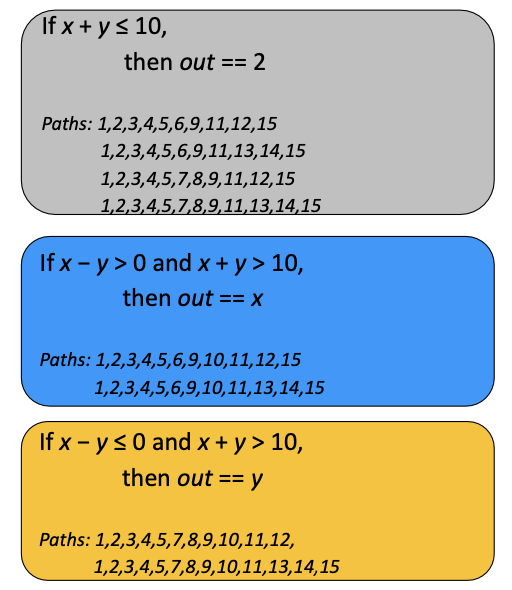 If x + y ≤ 10,
then out == 2
Paths: 1,2,3,4,5,6,9,11,12,15
1,2,3,4,5,6,9,11,13,14,15
1,2,3,4,5,7,8,9,11,12,15
1,2,3,4,5,7,8,9,11,13,14,15
If x − y > 0 and x + y > 10,
then out == x
Paths: 1,2,3,4,5,6,9,10,11,12,15
1,2,3,4,5,6,9,10,11,13,14,15
If x − y ≤ 0 and x + y > 10,
then out == y
Paths: 1,2,3,4,5,7,8,9,10,11,12,
1,2,3,4,5,7,8,9,10,11,13,14,15